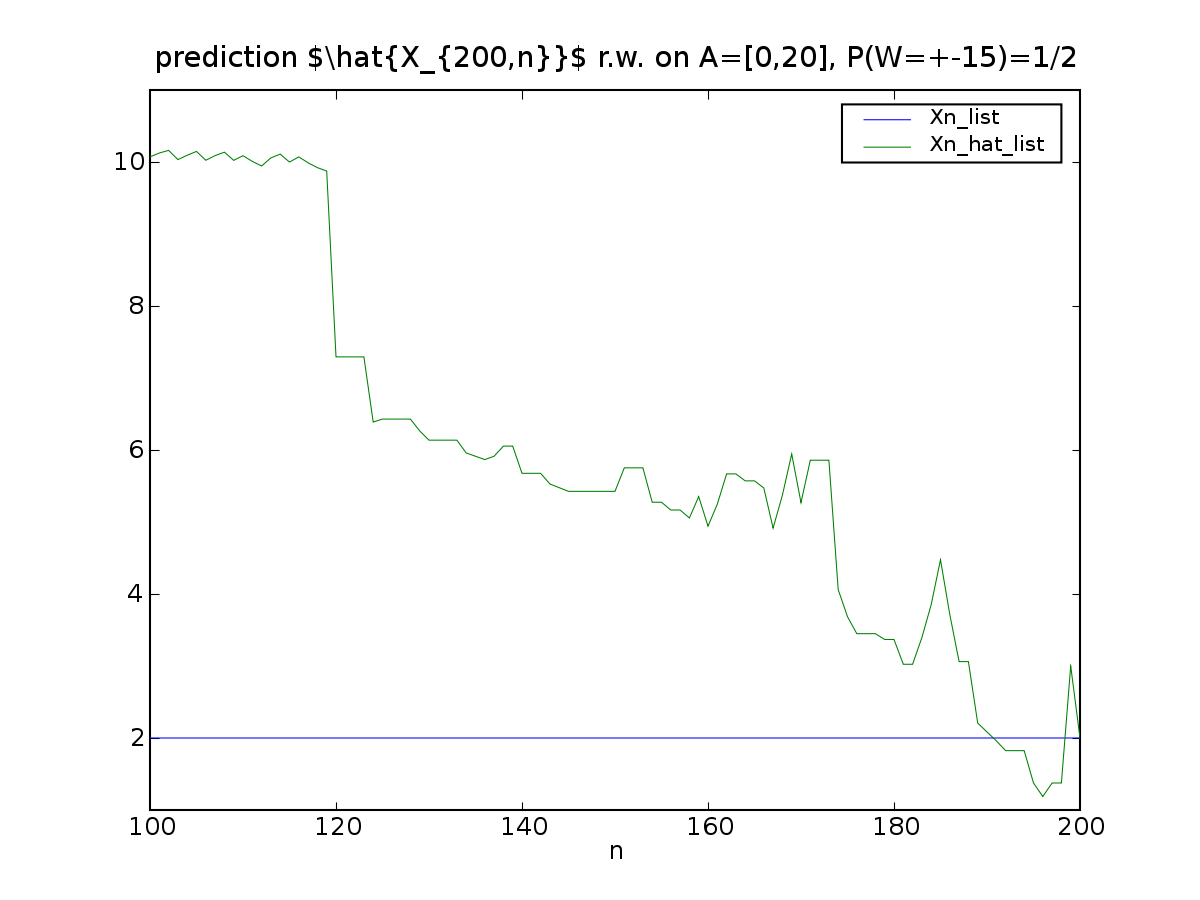 prediction $\hat{X_{200,n}}$ r.w. on A=[0,20], P(W=+-15)=1/2
Xn_list
Xn_hat_list
10
8
6
4
2
100 120 140 160 180 200
n